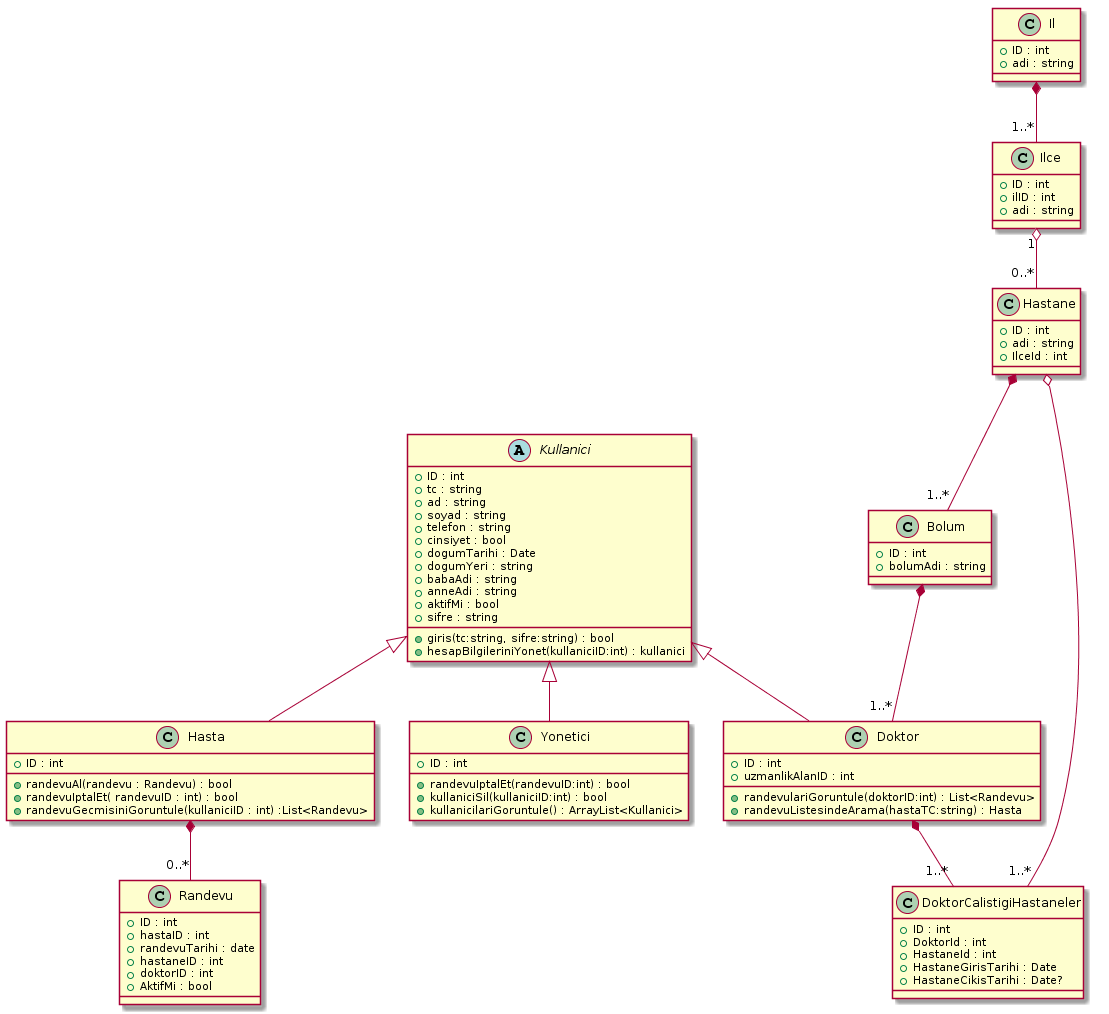 C Il
ID : int
adi : string
1..*
C Ilce
ID : int
ilID : int
adi : string
1
0..*
C Hastane
ID : int
adi : string
IlceId : int
A Kullanici
ID : int
tc : string
ad : string
soyad : string
telefon : string
cinsiyet : bool
dogumTarihi : Date
dogumYeri : string
babaAdi : string
anneAdi : string
aktifMi : bool
sifre : string
giris(tc:string, sifre:string) : bool
hesapBilgileriniYonet(kullaniciID:int) : kullanici
1..*
C Bolum
ID : int
bolumAdi : string
1..*
C Hasta
ID : int
randevuAl(randevu : Randevu) : bool
randevuIptalEt( randevuID : int) : bool
randevuGecmisiniGoruntule(kullaniciID : int) :List<Randevu>
C Yonetici
ID : int
randevuIptalEt(randevuID:int) : bool
kullaniciSil(kullaniciID:int) : bool
kullanicilariGoruntule() : ArrayList<Kullanici>
C Doktor
ID : int
uzmanlikAlanID : int
randevulariGoruntule(doktorID:int) : List<Randevu>
randevuListesindeArama(hastaTC:string) : Hasta
0..*
1..*
1..*
C Randevu
ID : int
hastaID : int
randevuTarihi : date
hastaneID : int
doktorID : int
AktifMi : bool
C DoktorCalistigiHastaneler
ID : int
DoktorId : int
HastaneId : int
HastaneGirisTarihi : Date
HastaneCikisTarihi : Date?